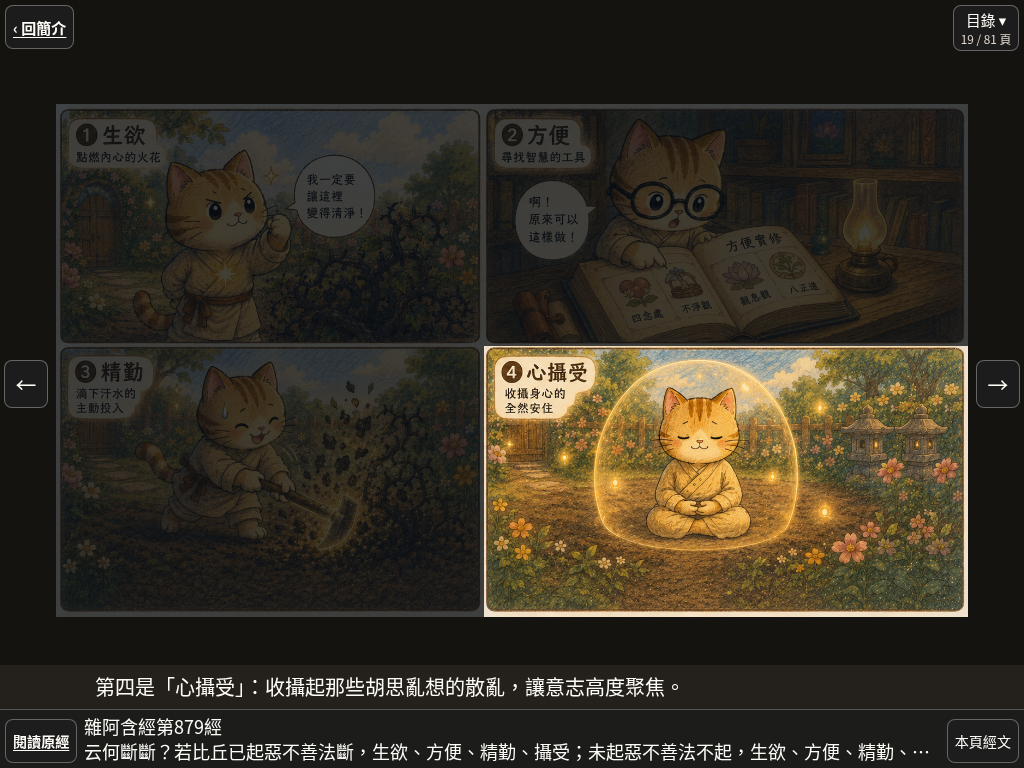 ‹ 回簡介
目錄 ▾
19 / 81 頁
1 生欲
點燃內心的火花
我一定要
讓這裡
變得清淨！
2 方便
尋找智慧的工具
啊！
原來可以
這樣做！
方便實修
四念處
不淨觀
觀息觀
八正道
3 精勤
滴下汗水的
主動投入
4 心攝受
收攝身心的
全然安住
←
→
第四是「心攝受」：收攝起那些胡思亂想的散亂，讓意志高度聚焦。
閱讀原經
雜阿含經第879經
云何斷斷？若比丘已起惡不善法斷，生欲、方便、精勤、攝受；未起惡不善法不起，生欲、方便、精勤、…
本頁經文